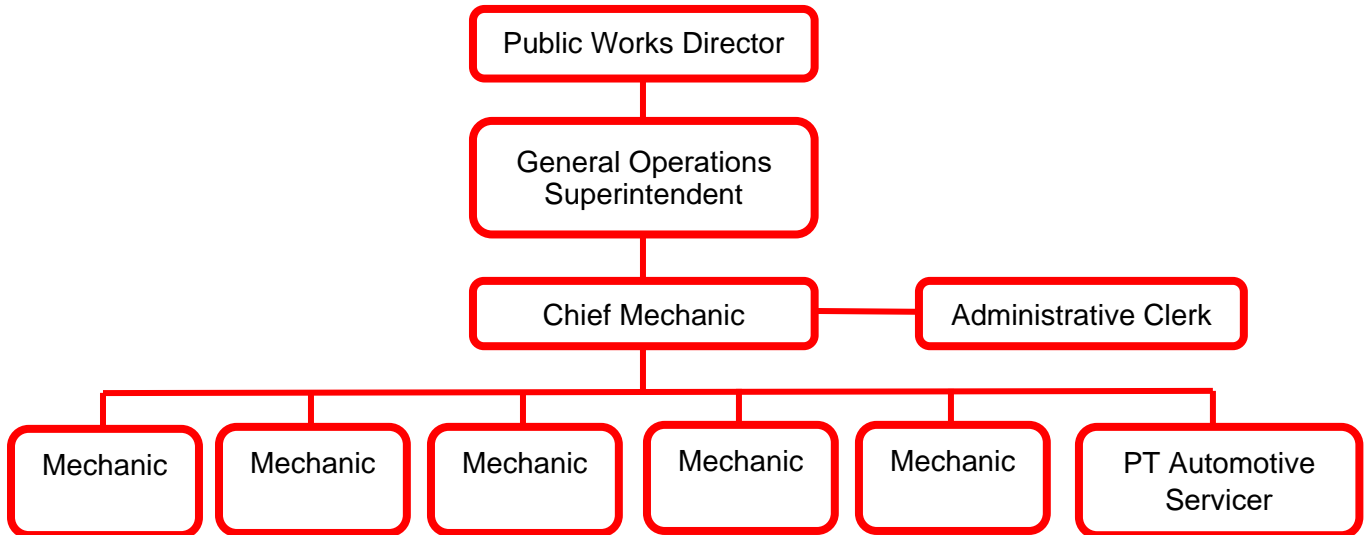 Public Works Director
General Operations
Superintendent
Chief Mechanic
Administrative Clerk
Mechanic
Mechanic
Mechanic
Mechanic
Mechanic
PT Automotive
Servicer